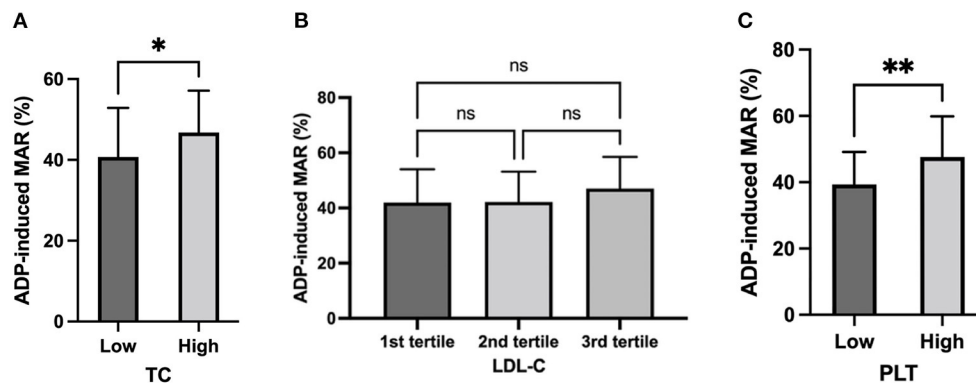 A
ADP-induced MAR (%)
60
40
20
0
*
Low
High
TC
B
ADP-induced MAR (%)
80
60
40
20
0
ns
ns
ns
1st tertile
2nd tertile
3rd tertile
LDL-C
C
ADP-induced MAR (%)
80
60
40
20
0
**
Low
High
PLT